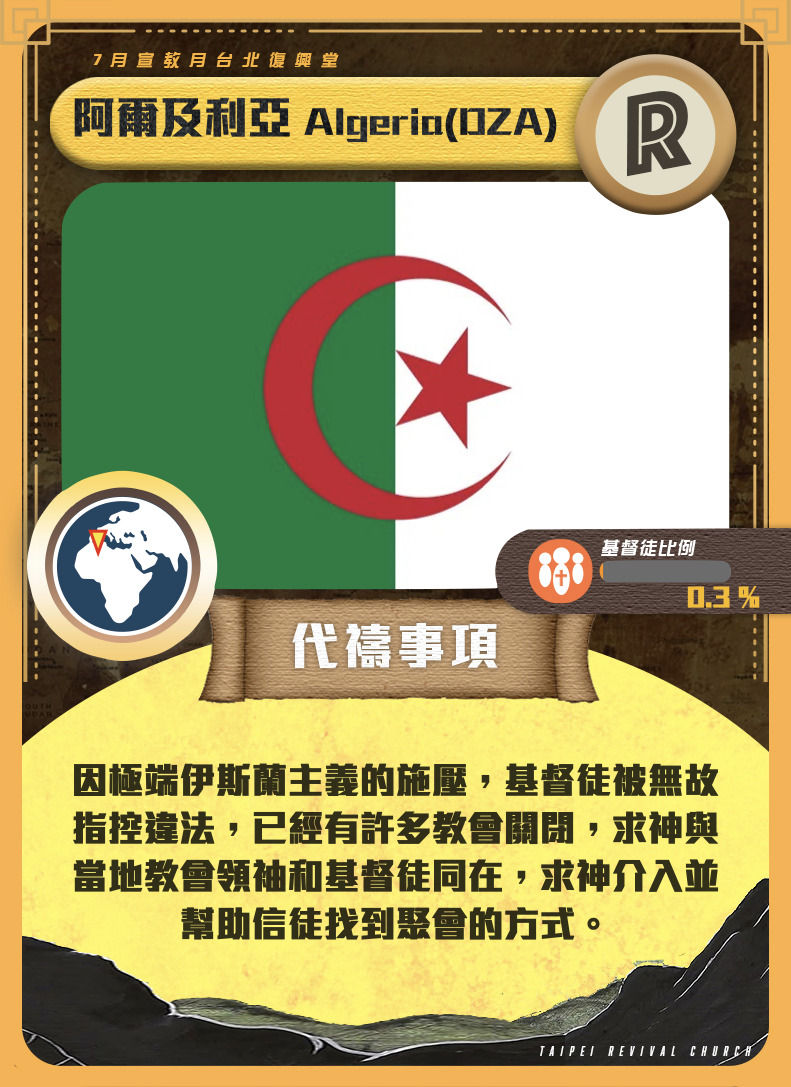 7月宣教月台北復興堂
阿爾及利亞 Algeria(DZA)
R
基督徒比例
0.3 %
代禱事項
因極端伊斯蘭主義的施壓，基督徒被無故
指控違法，已經有許多教會關閉，求神與
當地教會領袖和基督徒同在，求神介入並
幫助信徒找到聚會的方式。
TAIPEI REVIVAL CHURCH